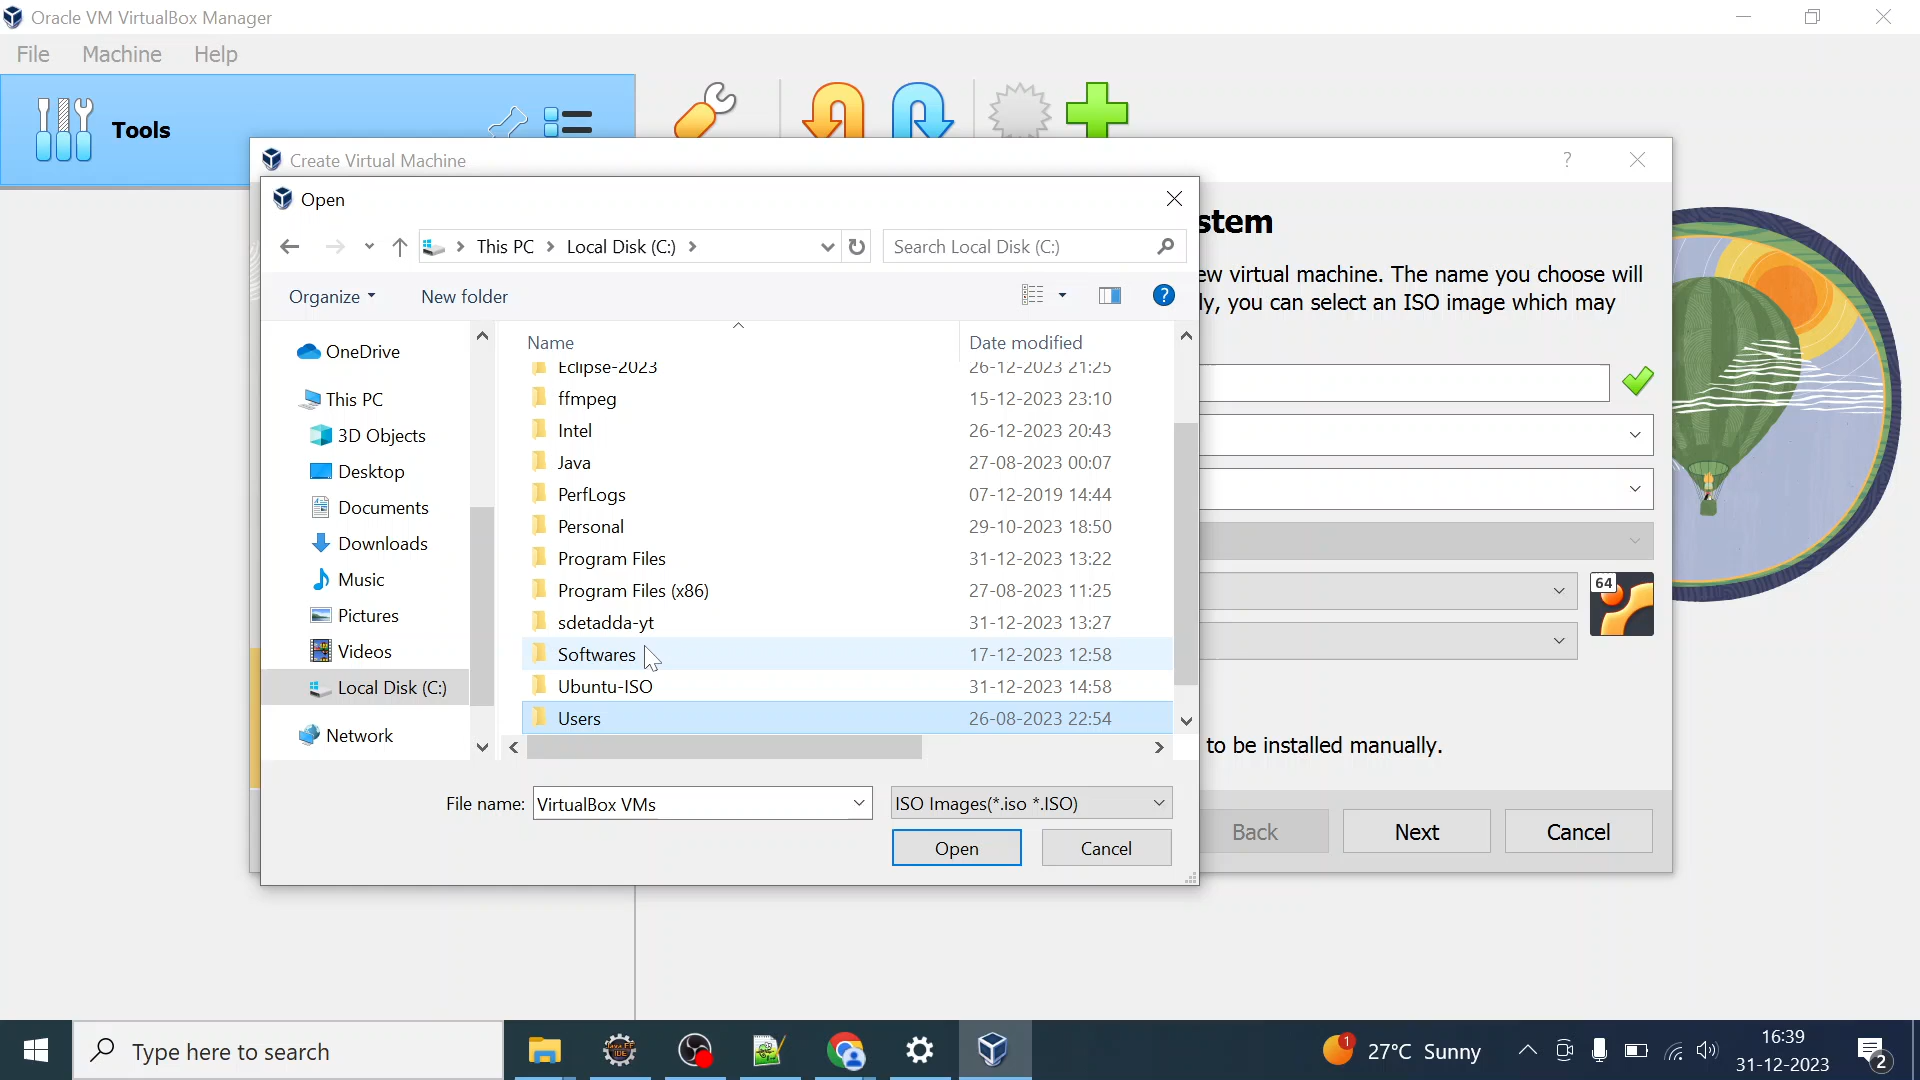 Oracle VM VirtualBox Manager
File Machine Help
Tools
Create Virtual Machine
?
Open
stem
This PC > Local Disk (C:) >
Search Local Disk (C:)
ew virtual machine. The name you choose will
ly, you can select an ISO image which may
Organize
New folder
?
OneDrive
This PC
3D Objects
Desktop
Documents
Downloads
Music
Pictures
Videos
Local Disk (C:)
Network
Name Date modified
Eclipse-2023 26-12-2023 21:25
ffmpeg 15-12-2023 23:10
Intel 26-12-2023 20:43
Java 27-08-2023 00:07
PerfLogs 07-12-2019 14:44
Personal 29-10-2023 18:50
Program Files 31-12-2023 13:22
Program Files (x86) 27-08-2023 11:25
sdetadda-yt 31-12-2023 13:27
Softwares 17-12-2023 12:58
Ubuntu-ISO 31-12-2023 14:58
Users 26-08-2023 22:54
64
to be installed manually.
File name: VirtualBox VMs
ISO Images(*.iso *.ISO)
Open
Cancel
Back
Next
Cancel
Type here to search
Java EE
IDE
1
27°C Sunny
16:39
31-12-2023
2